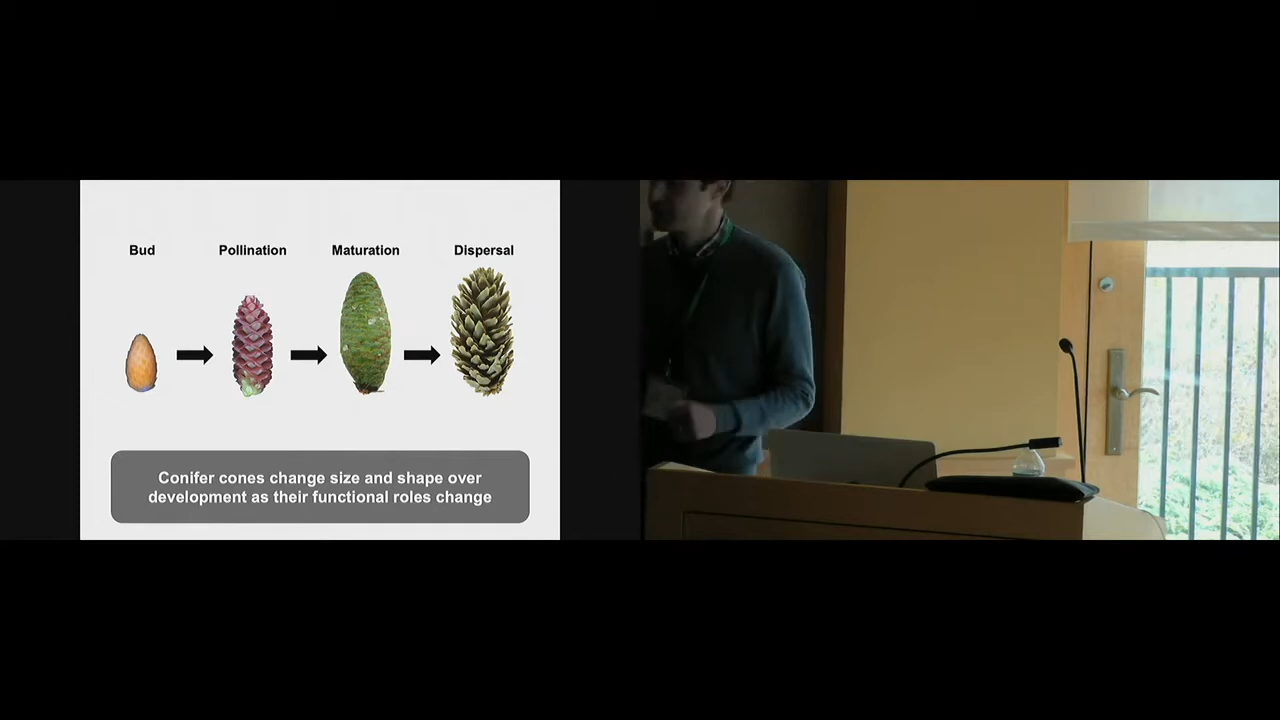 Bud Pollination Maturation Dispersal
Conifer cones change size and shape over
development as their functional roles change